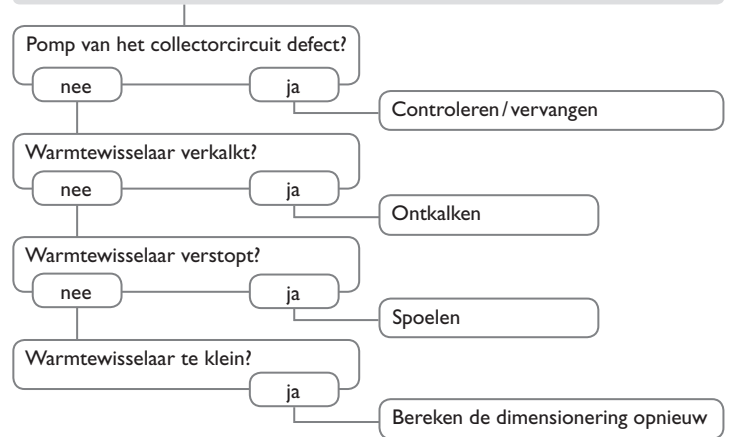 Pomp van het collectorcircuit defect?
nee
ja
Controleren/vervangen
Warmtewisselaar verkalkt?
nee
ja
Ontkalken
Warmtewisselaar verstopt?
nee
ja
Spoelen
Warmtewisselaar te klein?
ja
Bereken de dimensionering opnieuw